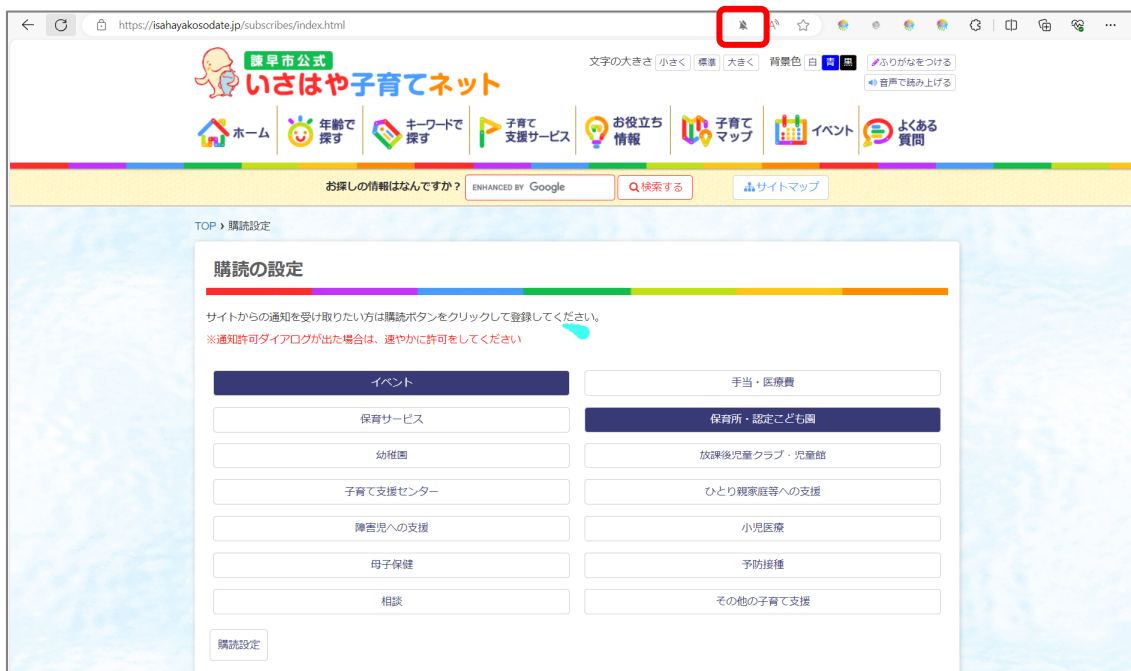 https://isahayakosodate.jp/subscribes/index.html
諫早市公式
いさはや子育てネット
文字の大きさ 小さく 標準 大きく 背景色 白 青 黒 ふりがなをつける
音声で読み上げる
ホーム
年齢で
探す
キーワードで
探す
子育て
支援サービス
お役立ち
情報
子育て
マップ
イベント
よくある
質問
お探しの情報はなんですか? ENHANCED BY Google 検索する サイトマップ
TOP › 購読設定
購読の設定
サイトからの通知を受け取りたい方は購読ボタンをクリックして登録してください。
※通知許可ダイアログが出た場合は、速やかに許可をしてください
イベント 手当・医療費
保育サービス 保育所・認定こども園
幼稚園 放課後児童クラブ・児童館
子育て支援センター ひとり親家庭等への支援
障害児への支援 小児医療
母子保健 予防接種
相談 その他の子育て支援
購読設定